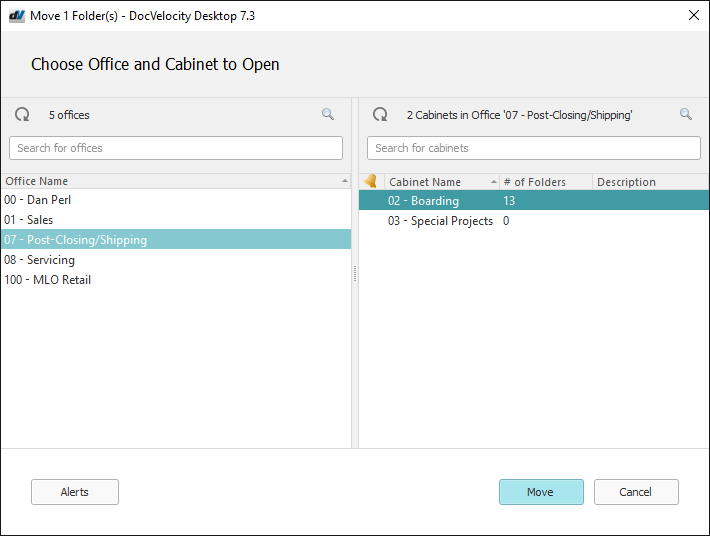 dV Move 1 Folder(s) - DocVelocity Desktop 7.3
Choose Office and Cabinet to Open
5 offices
Search for offices
Office Name
00 - Dan Perl
01 - Sales
07 - Post-Closing/Shipping
08 - Servicing
100 - MLO Retail
2 Cabinets in Office '07 - Post-Closing/Shipping'
Search for cabinets
Cabinet Name # of Folders Description
02 - Boarding 13
03 - Special Projects 0
Alerts Move Cancel